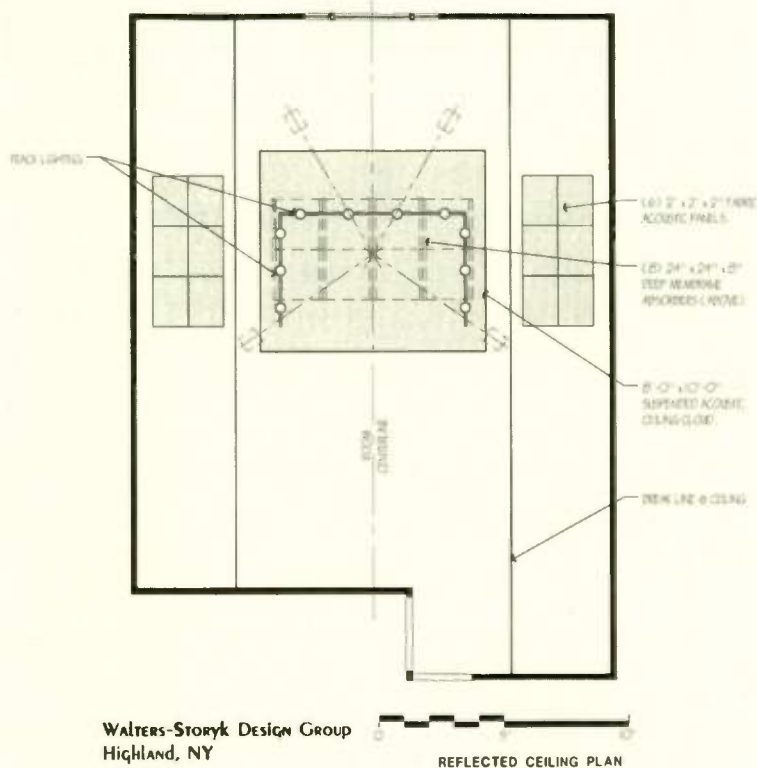 TRACK LIGHTING
(6) 2' x 2' x 2" FABRIC
ACOUSTIC PANELS
(8) 24" x 24" x 8"
DEEP MEMBRANE
ABSORBERS (ABOVE)
8'-0" x 10'-0"
SUSPENDED ACOUSTIC
CEILING CLOUD
ROOM
CENTERLINE
BREAK LINE @ CEILING
Walters-Storyk Design Group
Highland, NY
0 5' 10'
REFLECTED CEILING PLAN